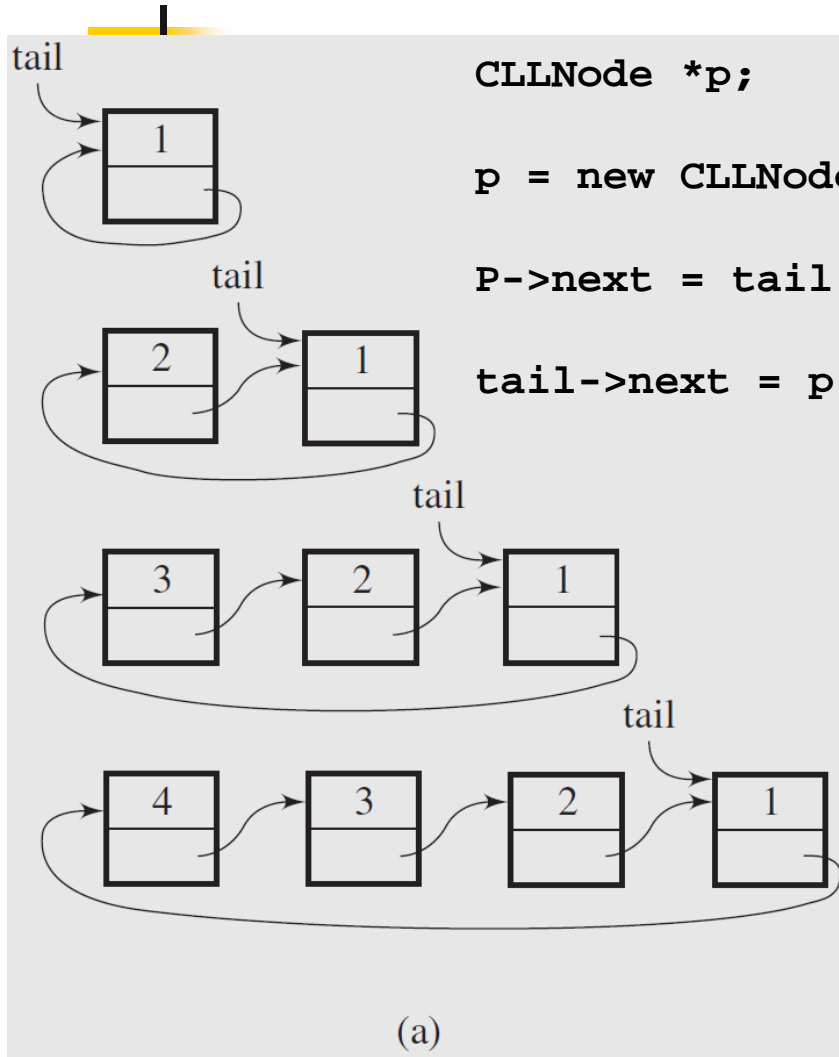 tail
CLLNode *p;
1
p = new CLLNode
P->next = tail
tail
2 1
tail->next = p
tail
3 2 1
tail
4 3 2 1
(a)